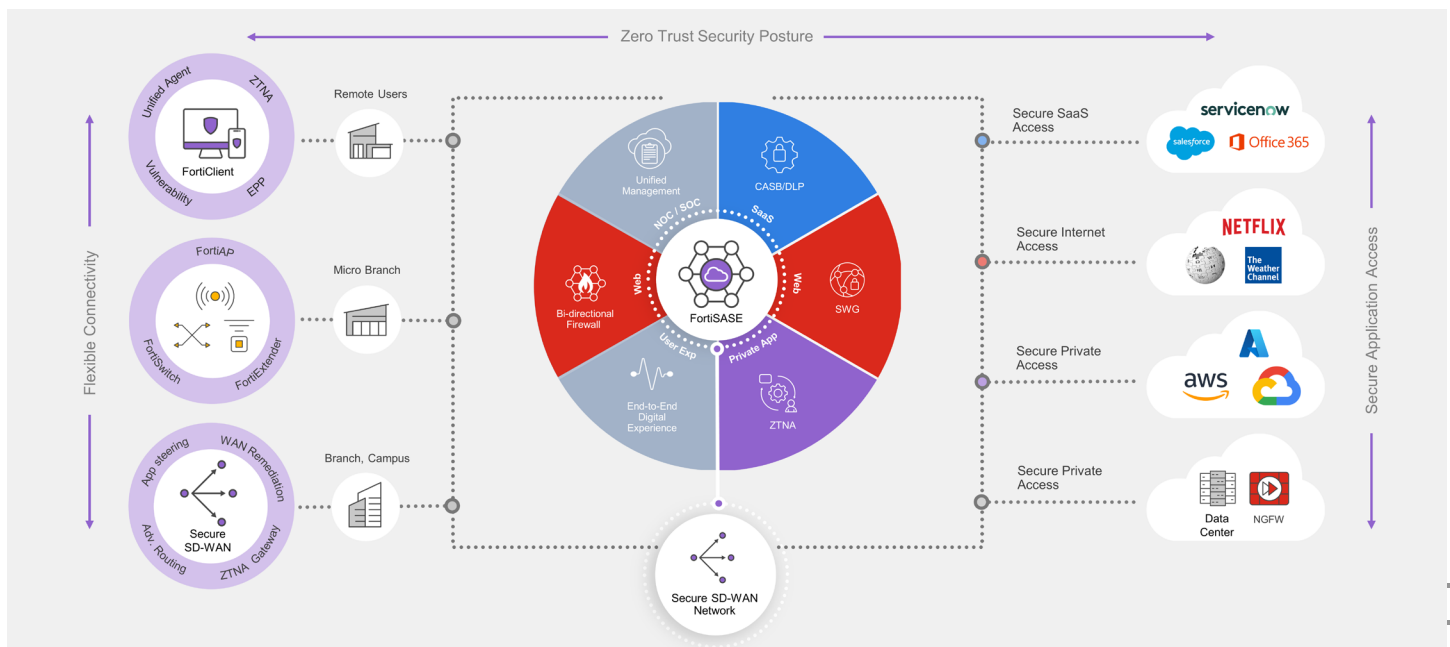 Zero Trust Security Posture
Flexible Connectivity
Unified Agent
ZTNA
Vulnerability
EPP
FortiClient
Remote Users
FortiAP
FortiSwitch
FortiExtender
Micro Branch
App steering
WAN Remediation
Adv. Routing
ZTNA Gateway
Secure
SD-WAN
Branch, Campus
Unified
Management
NOC / SOC
CASB/DLP
SaaS
Bi-directional
Firewall
Web
FortiSASE
Web
SWG
User Exp
Private App
End-to-End
Digital
Experience
ZTNA
Secure SD-WAN
Network
Secure SaaS
Access
servicenow
salesforce
Office 365
Secure Internet
Access
NETFLIX
The
Weather
Channel
Secure Private
Access
aws
Secure Private
Access
Data
Center
NGFW
Secure Application Access